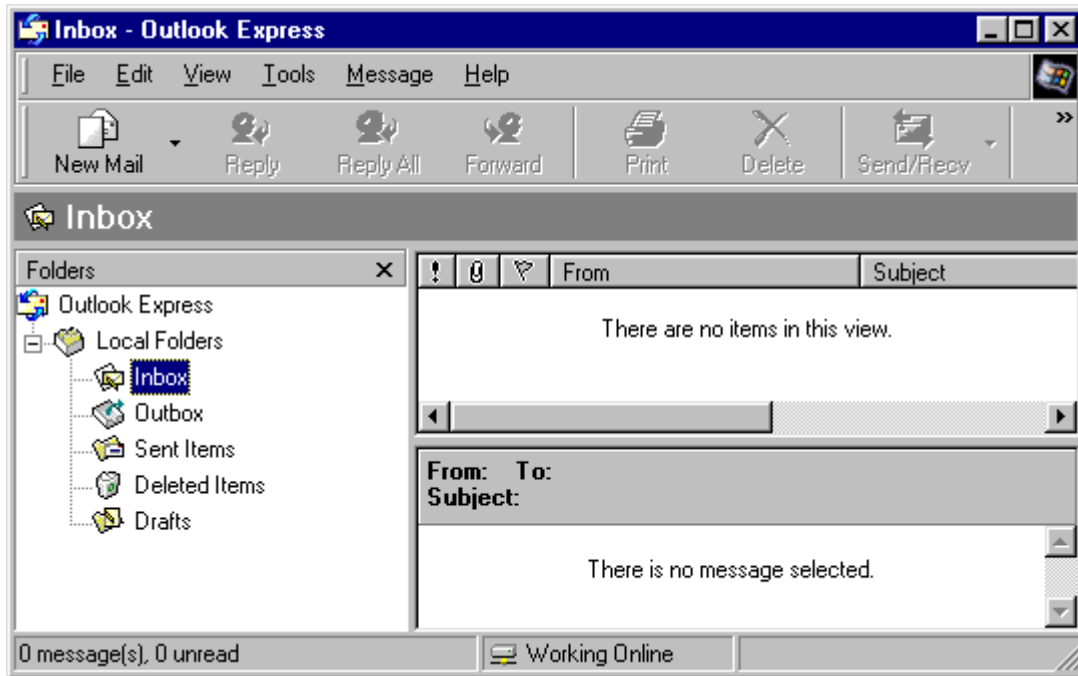 Inbox - Outlook Express
File Edit View Tools Message Help
New Mail Reply Reply All Forward Print Delete Send/Recv »
Inbox
Folders
Outlook Express
Local Folders
Inbox
Outbox
Sent Items
Deleted Items
Drafts
! From Subject
There are no items in this view.
From: To:
Subject:
There is no message selected.
0 message(s), 0 unread Working Online